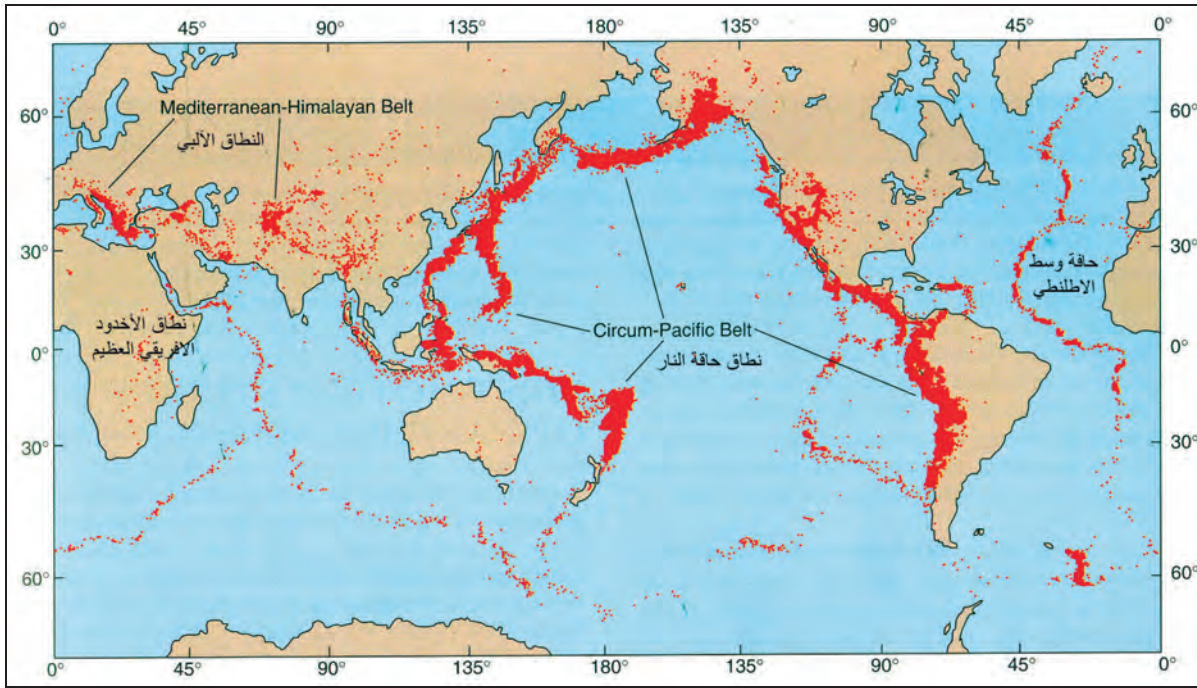 0° 45° 90° 135° 180° 135° 90° 45° 0°
60° 60°
Mediterranean-Himalayan Belt
النطاق الآلبي
30° 30°
حافة وسط
الاطلنطي
نطاق الأخدود
الافريقي العظيم
Circum-Pacific Belt
0° 0°
نطاق حافة النار
30° 30°
60° 60°
0° 45° 90° 135° 180° 135° 90° 45° 0°